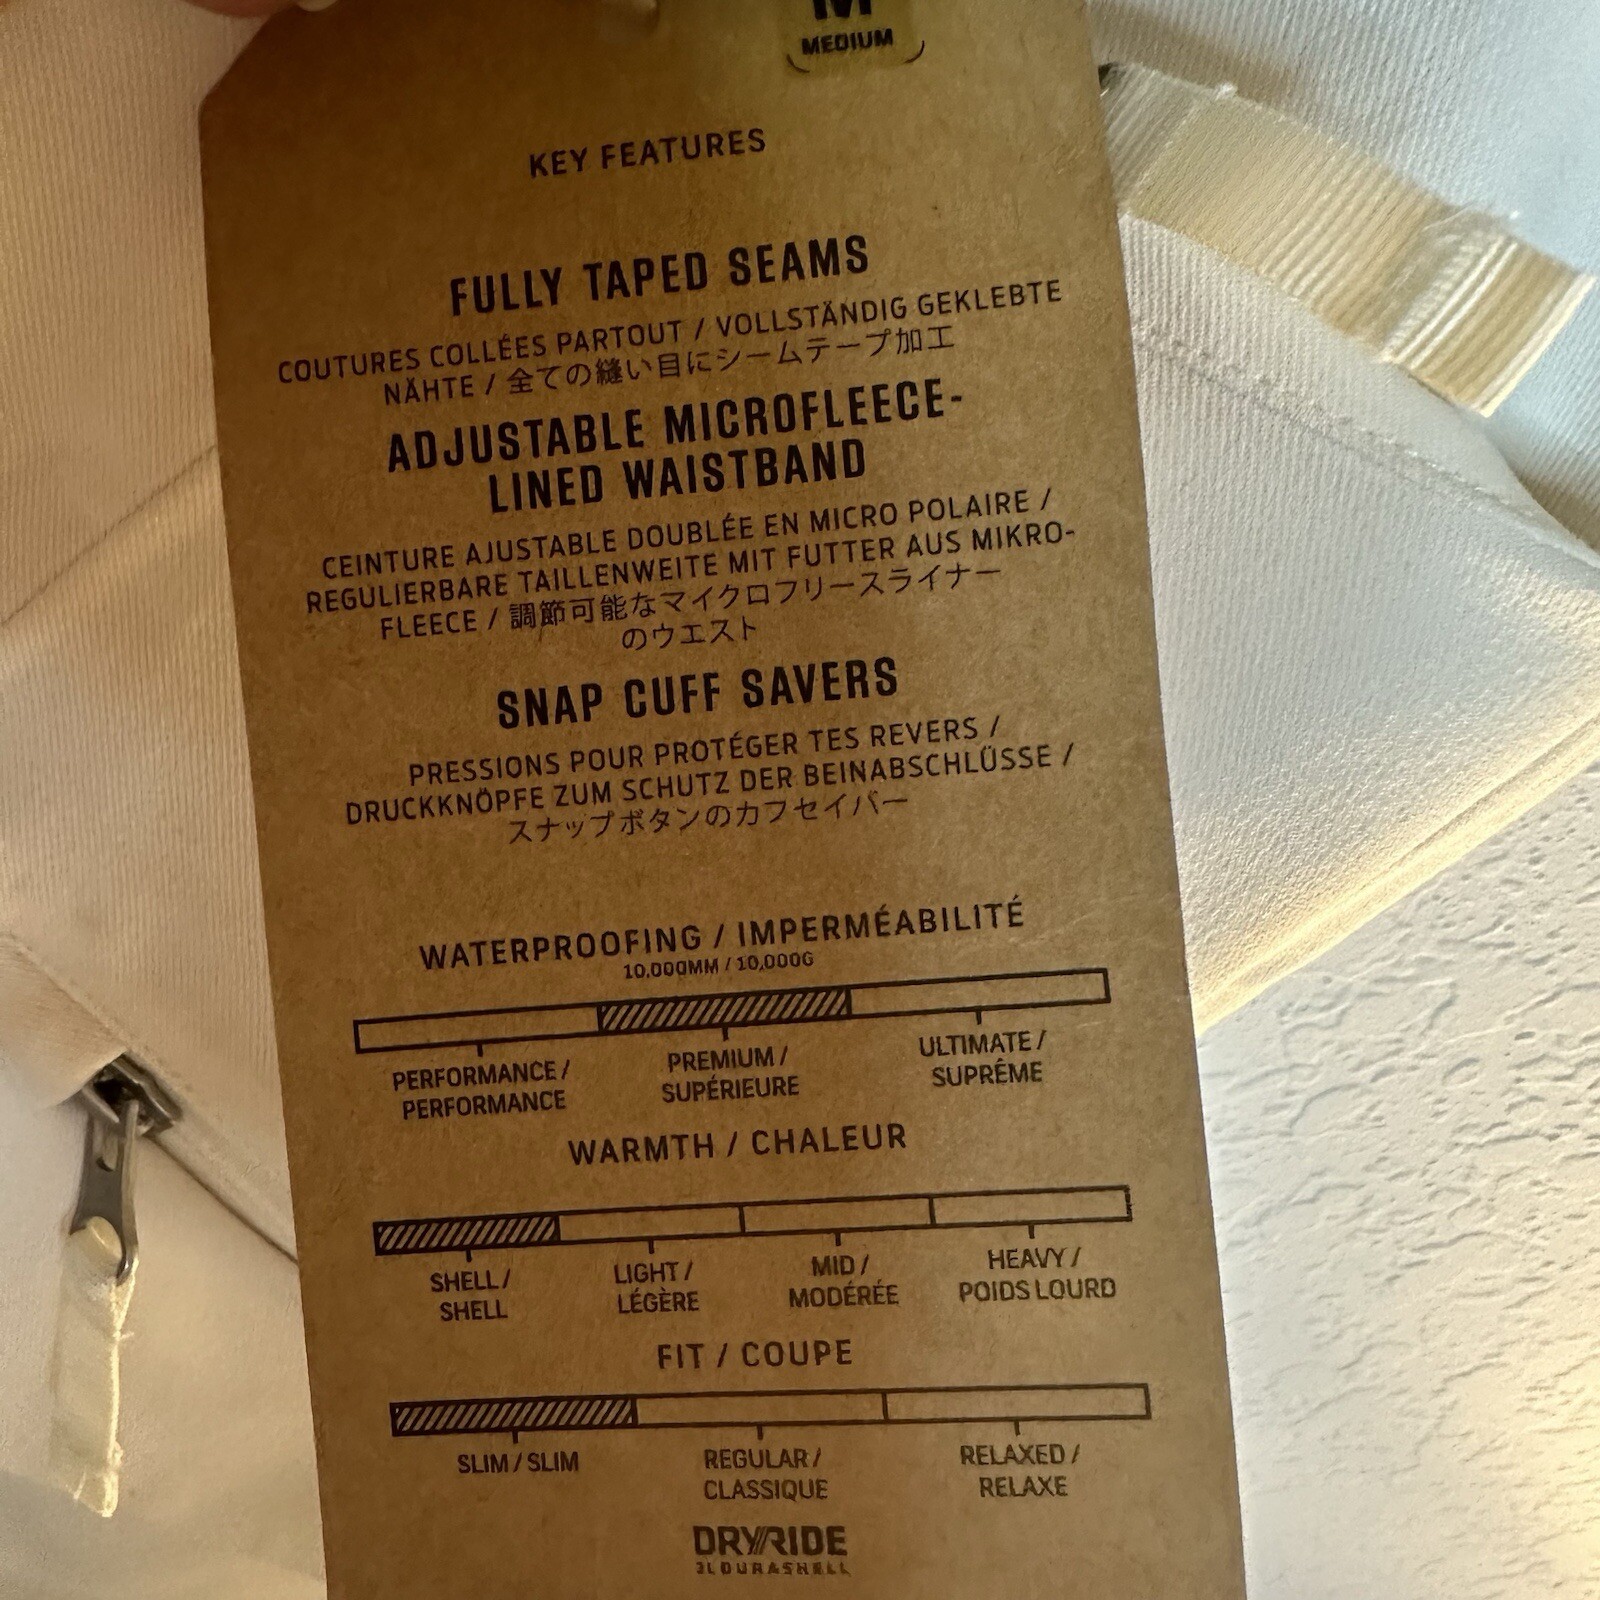 M
MEDIUM
KEY FEATURES
FULLY TAPED SEAMS
COUTURES COLLÉES PARTOUT / VOLLSTÄNDIG GEKLEBTE
NÄHTE / 全ての縫い目にシームテープ加工
ADJUSTABLE MICROFLEECE-
LINED WAISTBAND
CEINTURE AJUSTABLE DOUBLÉE EN MICRO POLAIRE /
REGULIERBARE TAILLENWEITE MIT FUTTER AUS MIKRO-
FLEECE / 調節可能なマイクロフリースライナー
のウエスト
SNAP CUFF SAVERS
PRESSIONS POUR PROTÉGER TES REVERS /
DRUCKKNÖPFE ZUM SCHUTZ DER BEINABSCHLÜSSE /
スナップボタンのカフセイバー
WATERPROOFING / IMPERMÉABILITÉ
10,000MM / 10,000G
PERFORMANCE /
PERFORMANCE
PREMIUM /
SUPÉRIEURE
ULTIMATE /
SUPRÊME
WARMTH / CHALEUR
SHELL /
SHELL
LIGHT /
LÉGÈRE
MID /
MODÉRÉE
HEAVY /
POIDS LOURD
FIT / COUPE
SLIM / SLIM
REGULAR /
CLASSIQUE
RELAXED /
RELAXE
DRYRIDE
2L DURASHELL